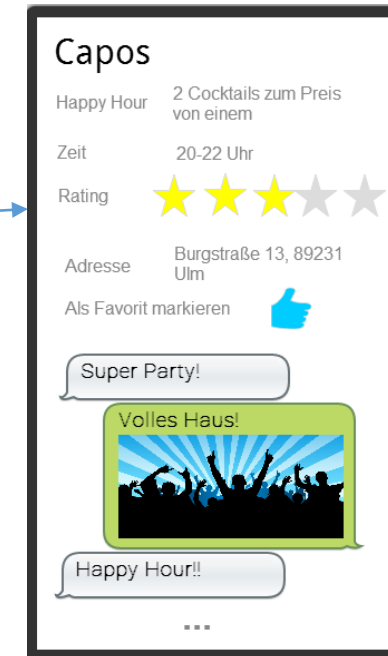 Capos
Happy Hour
2 Cocktails zum Preis
von einem
Zeit
20-22 Uhr
Rating
Adresse
Burgstraße 13, 89231
Ulm
Als Favorit markieren
Super Party!
Volles Haus!
Happy Hour!!
...